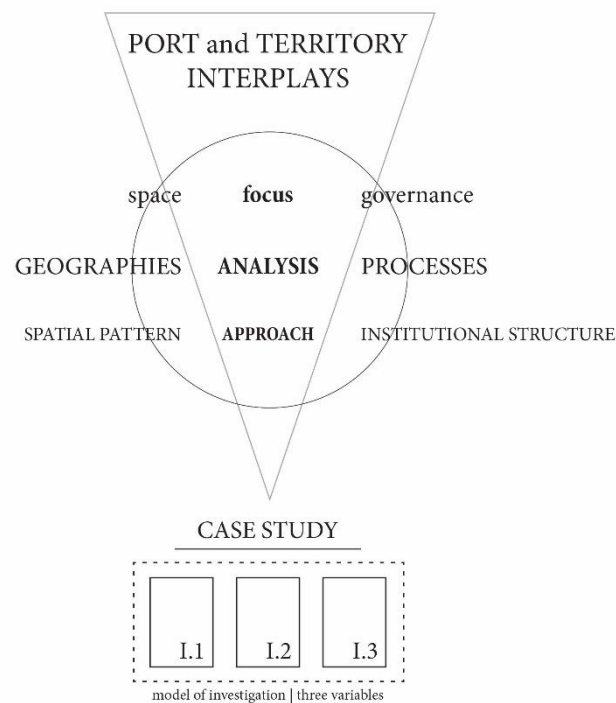 PORT and TERRITORY
INTERPLAYS
space focus governance
GEOGRAPHIES ANALYSIS PROCESSES
SPATIAL PATTERN APPROACH INSTITUTIONAL STRUCTURE
CASE STUDY
I.1 I.2 I.3
model of investigation | three variables